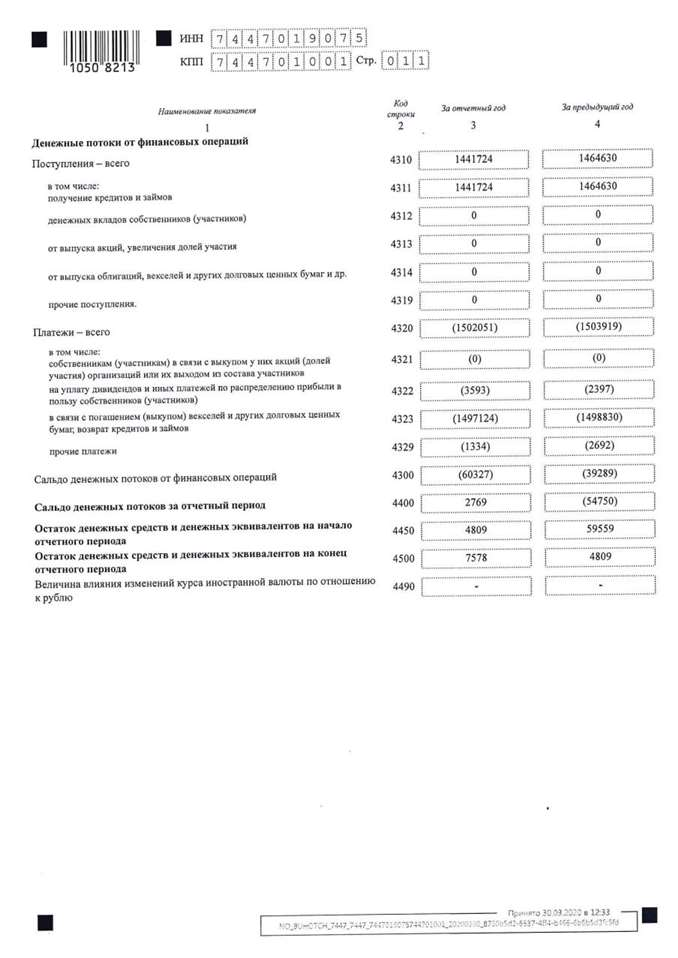 ИНН 7447019075
1050 8213
КПП 744701001 Стр. 011
Наименование показателя Код строки За отчетный год За предыдущий год
1 2 3 4
Денежные потоки от финансовых операций
Поступления – всего 4310 1441724 1464630
в том числе:
получение кредитов и займов 4311 1441724 1464630
денежных вкладов собственников (участников) 4312 0 0
от выпуска акций, увеличения долей участия 4313 0 0
от выпуска облигаций, векселей и других долговых ценных бумаг и др. 4314 0 0
прочие поступления. 4319 0 0
Платежи – всего 4320 (1502051) (1503919)
в том числе:
собственникам (участникам) в связи с выкупом у них акций (долей
участия) организаций или их выходом из состава участников 4321 (0) (0)
на уплату дивидендов и иных платежей по распределению прибыли в
пользу собственников (участников) 4322 (3593) (2397)
в связи с погашением (выкупом) векселей и других долговых ценных
бумаг, возврат кредитов и займов 4323 (1497124) (1498830)
прочие платежи 4329 (1334) (2692)
Сальдо денежных потоков от финансовых операций 4300 (60327) (39289)
Сальдо денежных потоков за отчетный период 4400 2769 (54750)
Остаток денежных средств и денежных эквивалентов на начало
отчетного периода 4450 4809 59559
Остаток денежных средств и денежных эквивалентов на конец
отчетного периода 4500 7578 4809
Величина влияния изменений курса иностранной валюты по отношению
к рублю 4490 - -
Принято 30.03.2020 в 12:33